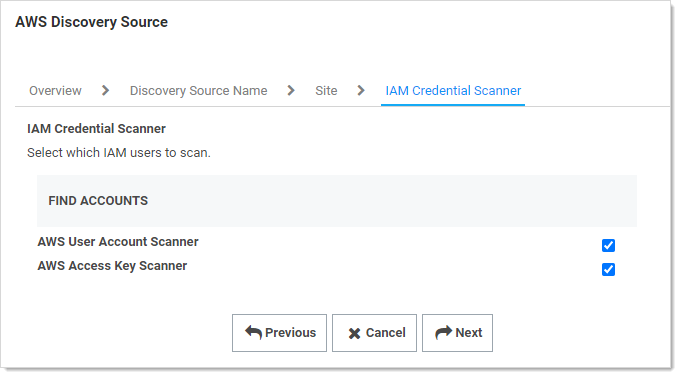 AWS Discovery Source
Overview Discovery Source Name Site IAM Credential Scanner
IAM Credential Scanner
Select which IAM users to scan.
FIND ACCOUNTS
AWS User Account Scanner
AWS Access Key Scanner
Previous Cancel Next